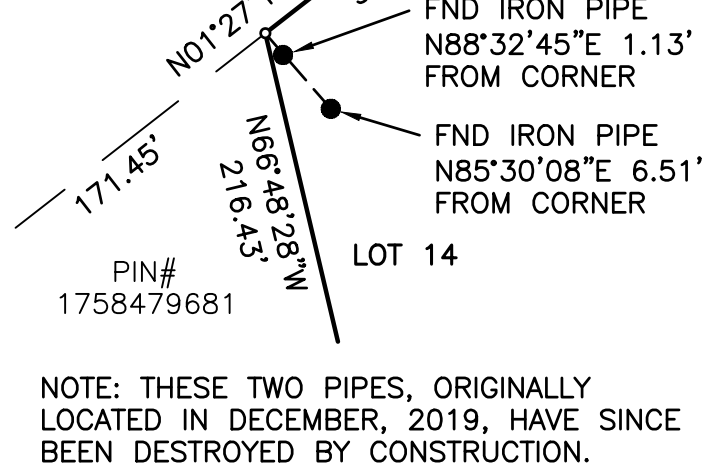 FND IRON PIPE
N88°32'45"E 1.13'
FROM CORNER
N01°27'
171.45'
FND IRON PIPE
N85°30'08"E 6.51'
FROM CORNER
N66°48'28"W
216.43'
LOT 14
PIN#
1758479681
NOTE: THESE TWO PIPES, ORIGINALLY
LOCATED IN DECEMBER, 2019, HAVE SINCE
BEEN DESTROYED BY CONSTRUCTION.